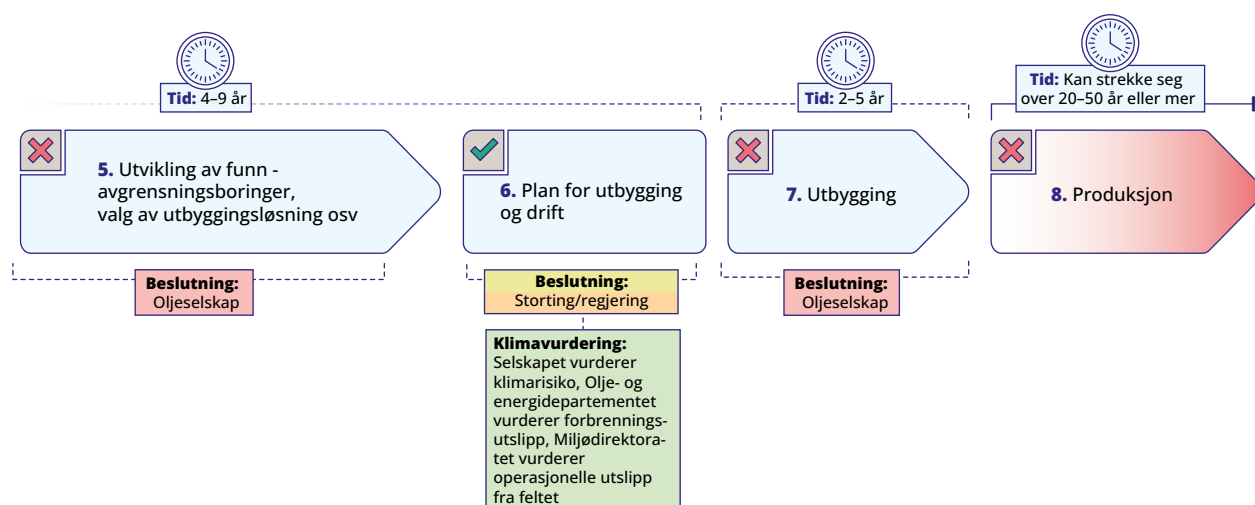 Tid: 4–9 år
Tid: 2–5 år
Tid: Kan strekke seg
over 20–50 år eller mer
5. Utvikling av funn -
avgrensningsboringer,
valg av utbyggingsløsning osv
6. Plan for utbygging
og drift
7. Utbygging
8. Produksjon
Beslutning:
Oljeselskap
Beslutning:
Storting/regjering
Beslutning:
Oljeselskap
Klimavurdering:
Selskapet vurderer
klimarisiko, Olje- og
energidepartementet
vurderer forbrennings-
utslipp, Miljødirektora-
tet vurderer
operasjonelle utslipp
fra feltet